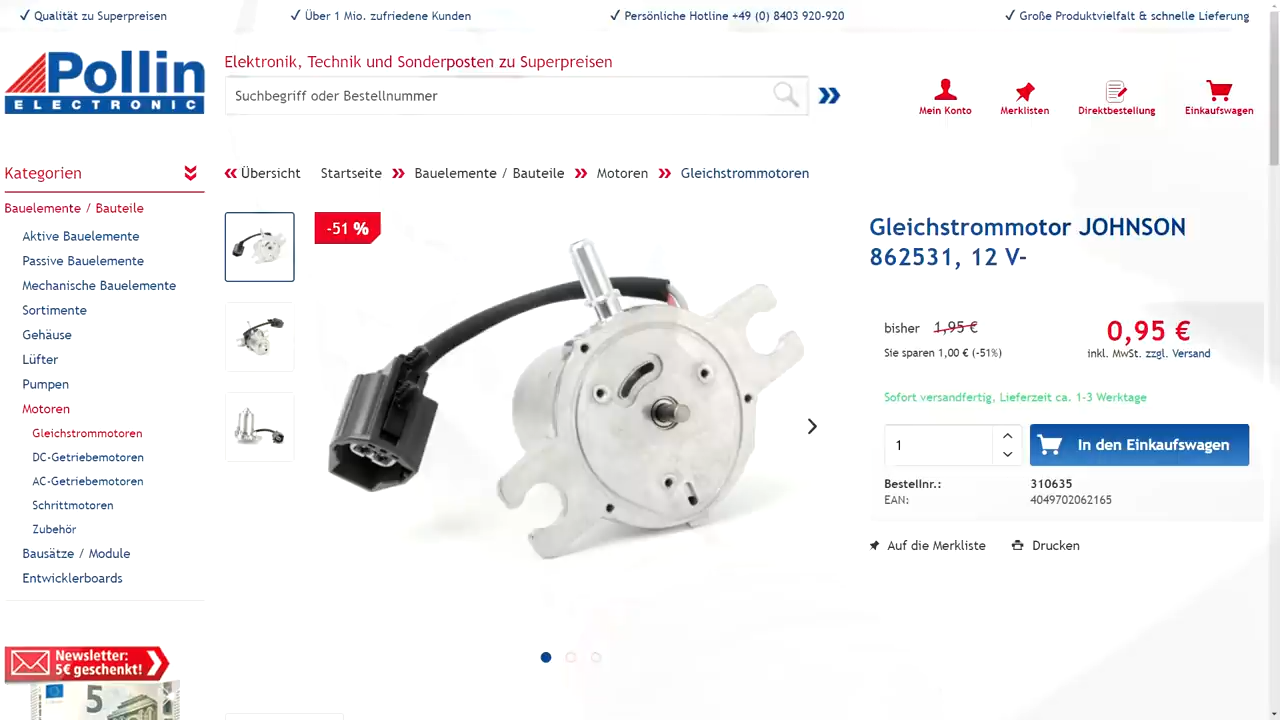 ✓ Qualität zu Superpreisen
✓ Über 1 Mio. zufriedene Kunden
✓ Persönliche Hotline +49 (0) 8403 920-920
✓ Große Produktvielfalt & schnelle Lieferung
Pollin
ELECTRONIC
Elektronik, Technik und Sonderposten zu Superpreisen
Suchbegriff oder Bestellnummer
Mein Konto
Merklisten
Direktbestellung
Einkaufswagen
Kategorien
Bauelemente / Bauteile
Aktive Bauelemente
Passive Bauelemente
Mechanische Bauelemente
Sortimente
Gehäuse
Lüfter
Pumpen
Motoren
Gleichstrommotoren
DC-Getriebemotoren
AC-Getriebemotoren
Schrittmotoren
Zubehör
Bausätze / Module
Entwicklerboards
Newsletter:
5€ geschenkt!
5
Übersicht Startseite Bauelemente / Bauteile Motoren Gleichstrommotoren
-51 %
Gleichstrommotor JOHNSON
862531, 12 V-
bisher 1,95 €
Sie sparen 1,00 € (-51%)
0,95 €
inkl. MwSt. zzgl. Versand
Sofort versandfertig, Lieferzeit ca. 1-3 Werktage
1
In den Einkaufswagen
Bestellnr.: 310635
EAN: 4049702062165
Auf die Merkliste
Drucken